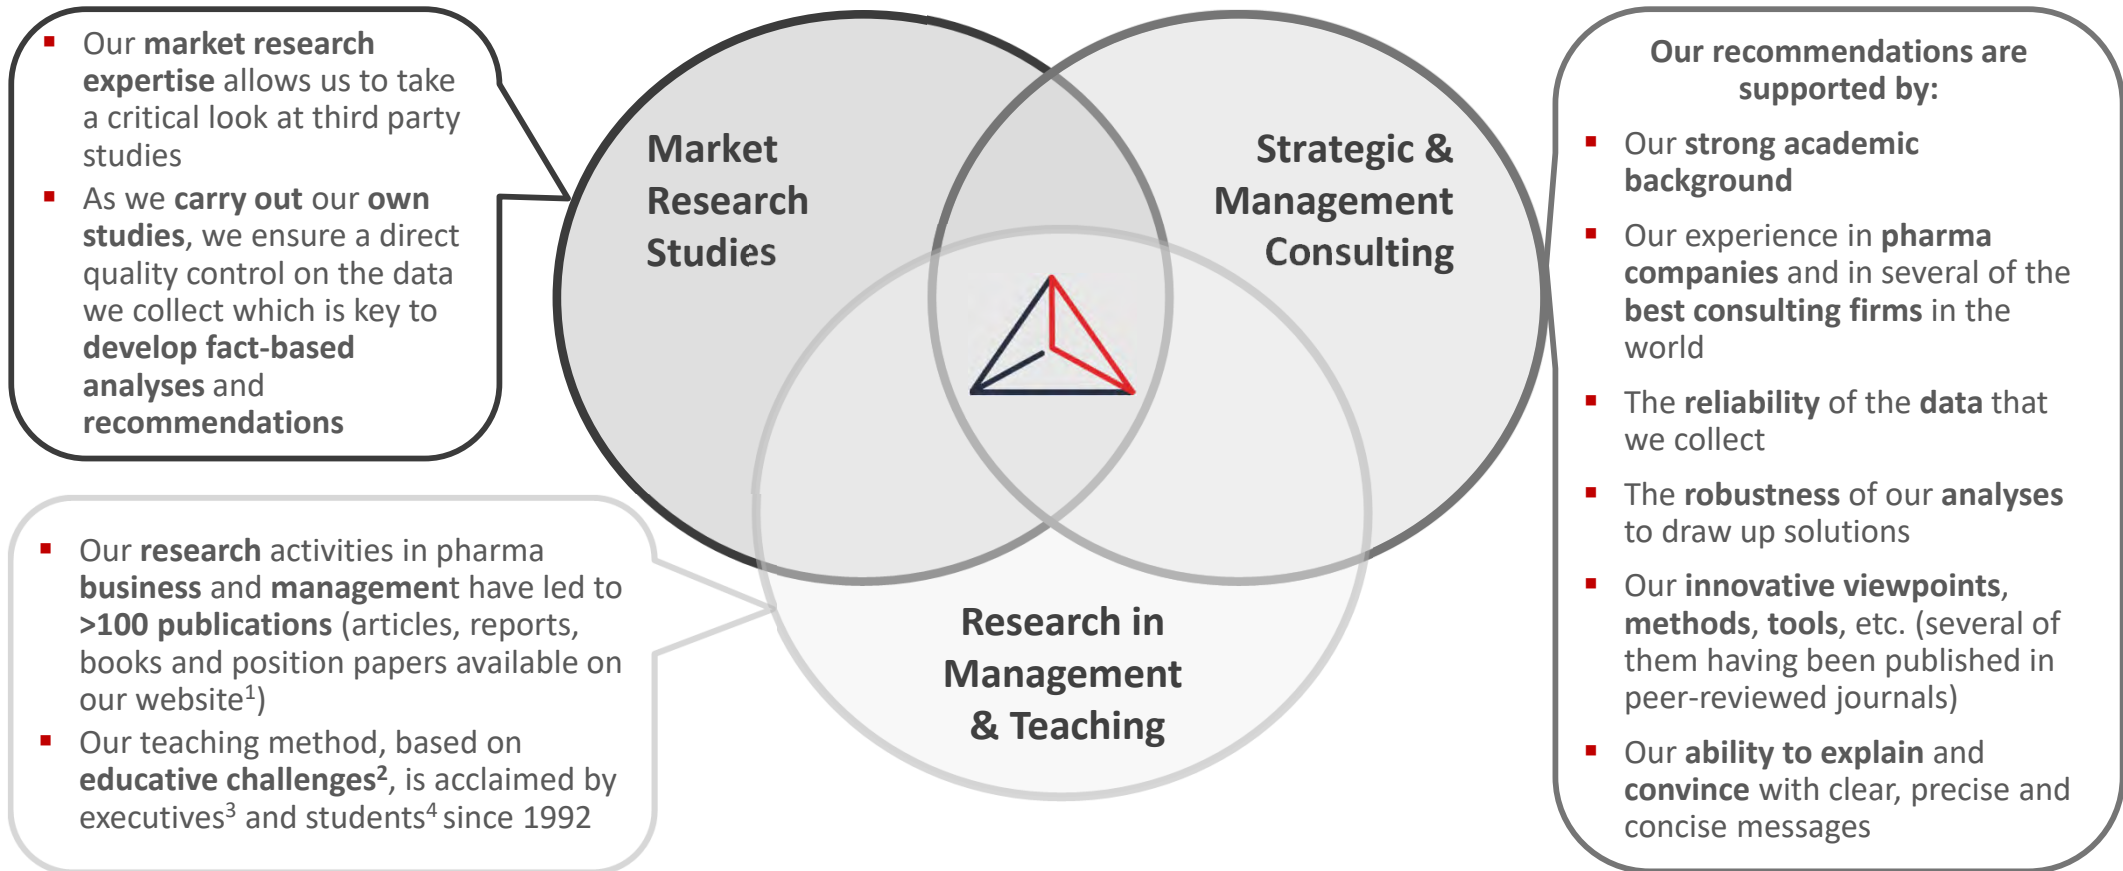 ▪ Our market research
expertise allows us to take
a critical look at third party
studies
▪ As we carry out our own
studies, we ensure a direct
quality control on the data
we collect which is key to
develop fact-based
analyses and
recommendations
Market
Research
Studies
Strategic &
Management
Consulting
Research in
Management
& Teaching
▪ Our research activities in pharma
business and management have led to
>100 publications (articles, reports,
books and position papers available on
our website¹)
▪ Our teaching method, based on
educative challenges², is acclaimed by
executives³ and students⁴ since 1992
Our recommendations are
supported by:
▪ Our strong academic
background
▪ Our experience in pharma
companies and in several of the
best consulting firms in the
world
▪ The reliability of the data that
we collect
▪ The robustness of our analyses
to draw up solutions
▪ Our innovative viewpoints,
methods, tools, etc. (several of
them having been published in
peer-reviewed journals)
▪ Our ability to explain and
convince with clear, precise and
concise messages